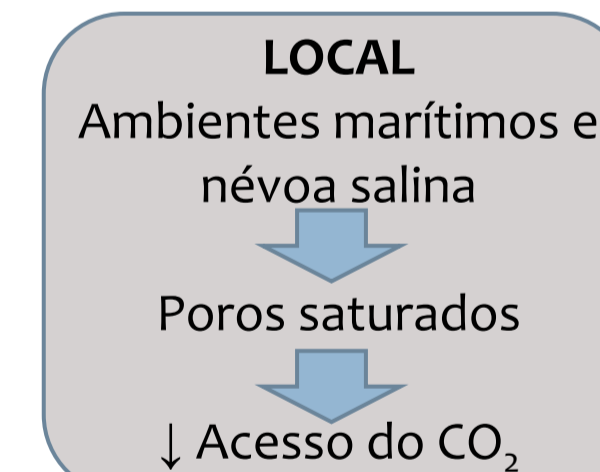 LOCAL
Ambientes marítimos e
névoa salina
Poros saturados
↓ Acesso do CO₂